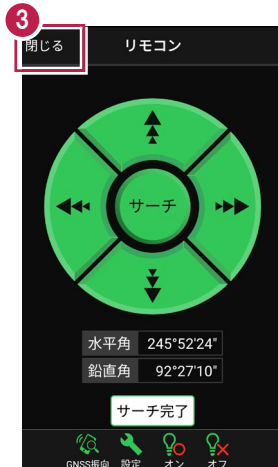 3
閉じる リモコン
サーチ
水平角 245°52'24"
鉛直角 92°27'10"
サーチ完了
GNSS振向 設定 オン オフ